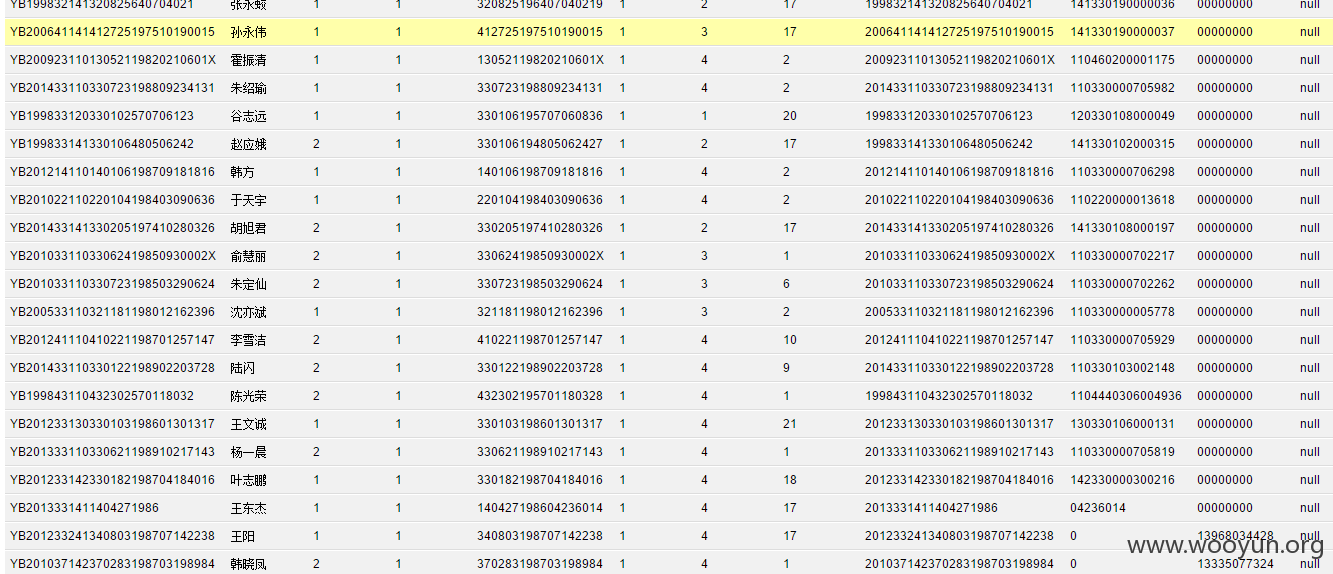 YB1998321413208256407040​21 张永蛟 1 1 320825196407040219 1 2 17 199832141320825640704021 141330190000036 00000000 null
YB200641141412725197510190015 孙永伟 1 1 412725197510190015 1 3 17 200641141412725197510190015 141330190000037 00000000 null
YB20092311013052119820210601X 霍振清 1 1 13052119820210601X 1 4 2 20092311013052119820210601X 110460200001175 00000000 null
YB201433110330723198809234131 朱绍瑜 1 1 330723198809234131 1 4 2 201433110330723198809234131 110330000705982 00000000 null
YB199833120330102570706123 谷志远 1 1 330106195707060836 1 1 20 199833120330102570706123 120330108000049 00000000 null
YB199833141330106480506242 赵应娥 2 1 330106194805062427 1 2 17 199833141330106480506242 141330102000315 00000000 null
YB201214110140106198709181816 韩方 1 1 140106198709181816 1 4 2 201214110140106198709181816 110330000706298 00000000 null
YB201022110220104198403090636 于天宇 1 1 220104198403090636 1 4 2 201022110220104198403090636 110220000013618 00000000 null
YB201433141330205197410280326 胡旭君 2 1 330205197410280326 1 2 17 201433141330205197410280326 141330108000197 00000000 null
YB20103311033062419850930002X 俞慧丽 2 1 33062419850930002X 1 3 1 20103311033062419850930002X 110330000702217 00000000 null
YB201033110330723198503290624 朱定仙 2 1 330723198503290624 1 3 6 201033110330723198503290624 110330000702262 00000000 null
YB200533110321181198012162396 沈亦斌 1 1 321181198012162396 1 3 2 200533110321181198012162396 110330000005778 00000000 null
YB201241110410221198701257147 李雪洁 2 1 410221198701257147 1 4 10 201241110410221198701257147 110330000705929 00000000 null
YB201433110330122198902203728 陆闪 2 1 330122198902203728 1 4 9 201433110330122198902203728 110330103002148 00000000 null
YB199843110432302570118032 陈光荣 2 1 432302195701180328 1 4 1 199843110432302570118032 1104440306004936 00000000 null
YB201233130330103198601301317 王文诚 1 1 330103198601301317 1 4 21 201233130330103198601301317 130330106000131 00000000 null
YB201333110330621198910217143 杨一晨 2 1 330621198910217143 1 4 1 201333110330621198910217143 110330000705819 00000000 null
YB201233142330182198704184016 叶志鹏 1 1 330182198704184016 1 4 18 201233142330182198704184016 142330000300216 00000000 null
YB2013331411404271986 王东杰 1 1 140427198604236014 1 4 17 2013331411404271986 04236014 00000000 null
YB201233241340803198707142238 王阳 1 1 340803198707142238 1 4 17 201233241340803198707142238 0 13968034428 null
YB201037142370283198703198984 韩晓凤 2 1 370283198703198984 1 4 1 201037142370283198703198984 0 13335077324 null
www.wooyun.org